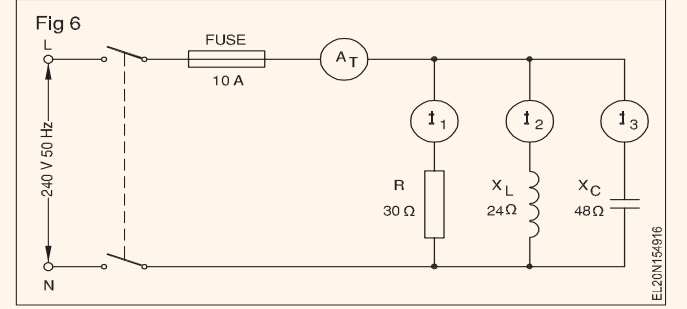 Fig 6
L
FUSE
10 A
A T
240 V 50 Hz
I 1
I 2
I 3
R
30 Ω
X L
24Ω
X C
48Ω
N
EL20N154916